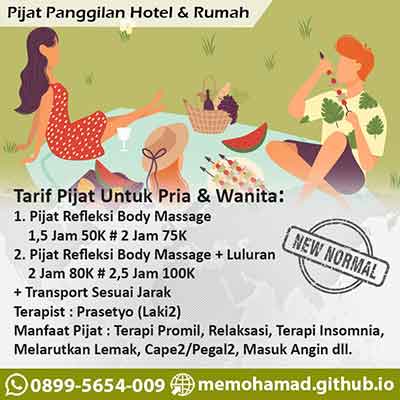 Pijat Panggilan Hotel & Rumah
Tarif Pijat Untuk Pria & Wanita:
1. Pijat Refleksi Body Massage
1,5 Jam 50K # 2 Jam 75K
2. Pijat Refleksi Body Massage + Luluran
2 Jam 80K # 2,5 Jam 100K
+ Transport Sesuai Jarak
Terapist : Prasetyo (Laki2)
Manfaat Pijat : Terapi Promil, Relaksasi, Terapi Insomnia,
Melarutkan Lemak, Cape2/Pegal2, Masuk Angin dll.
NEW NORMAL
0899-5654-009 memohamad.github.io